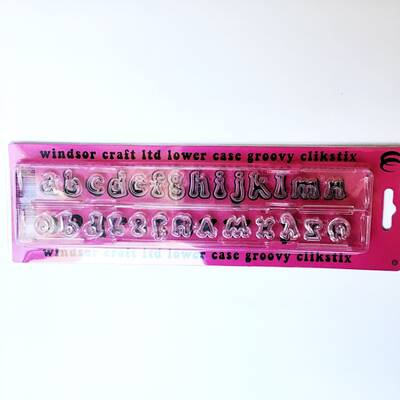 windsor craft ltd lower case groovy clikstix
a b c d e f g h i j k l m n
windsor craft ltd lower case groovy clikstix